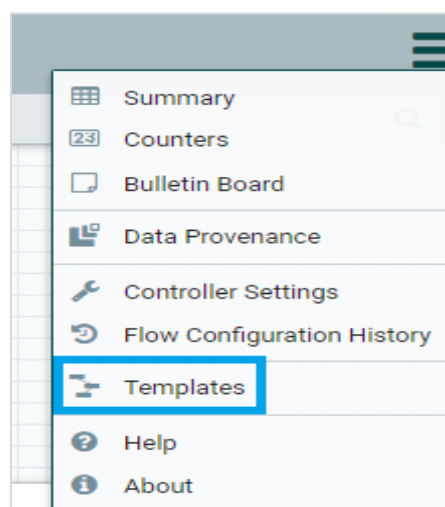 Summary
23 Counters
Bulletin Board
Data Provenance
Controller Settings
Flow Configuration History
Templates
Help
About